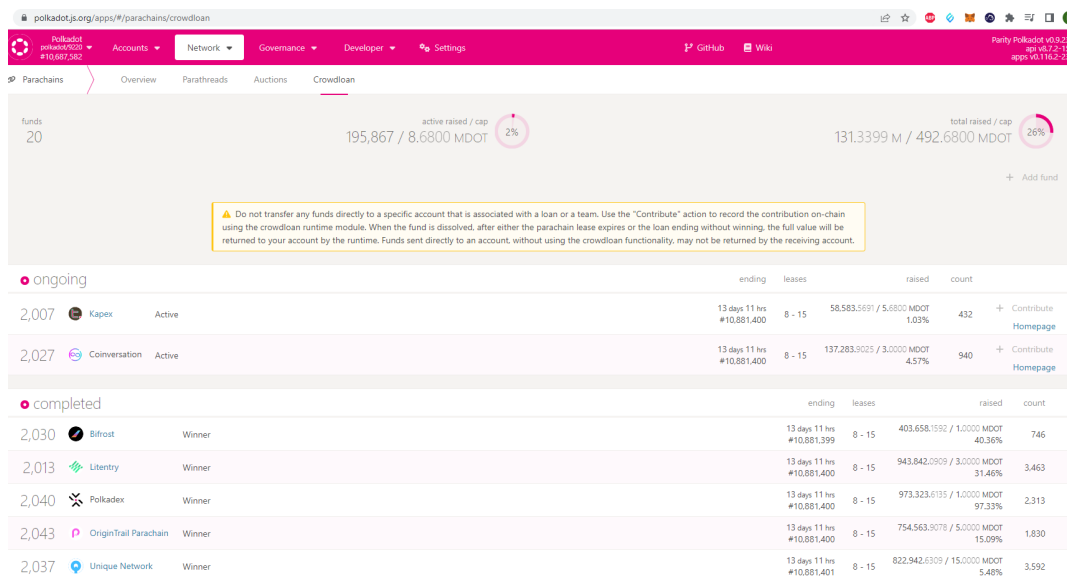 polkadot.js.org/apps/#/parachains/crowdloan
Polkadot
polkadot/9220
#10,687,582
Accounts
Network
Governance
Developer
Settings
GitHub
Wiki
Parity Polkadot v0.9.2
api v8.7.2-1
apps v0.116.2-2
Parachains
Overview
Parathreads
Auctions
Crowdloan
funds
20
active raised / cap
195,867 / 8.6800 MDOT
2%
total raised / cap
131.3399 M / 492.6800 MDOT
26%
+ Add fund
Do not transfer any funds directly to a specific account that is associated with a loan or a team. Use the "Contribute" action to record the contribution on-chain
using the crowdloan runtime module. When the fund is dissolved, after either the parachain lease expires or the loan ending without winning, the full value will be
returned to your account by the runtime. Funds sent directly to an account, without using the crowdloan functionality, may not be returned by the receiving account.
ongoing ending leases raised count
2,007 Kapex Active 13 days 11 hrs #10,881,400 8 - 15 58,583.5691 / 5.6800 MDOT 1.03% 432 + Contribute
Homepage
2,027 Coinversation Active 13 days 11 hrs #10,881,400 8 - 15 137,283.9025 / 3.0000 MDOT 4.57% 940 + Contribute
Homepage
completed ending leases raised count
2,030 Bifrost Winner 13 days 11 hrs #10,881,399 8 - 15 403,658.1592 / 1.0000 MDOT 40.36% 746
2,013 Litentry Winner 13 days 11 hrs #10,881,400 8 - 15 943,842.0909 / 3.0000 MDOT 31.46% 3,463
2,040 Polkadex Winner 13 days 11 hrs #10,881,400 8 - 15 973,323.6135 / 1.0000 MDOT 97.33% 2,313
2,043 OriginTrail Parachain Winner 13 days 11 hrs #10,881,400 8 - 15 754,563.9078 / 5.0000 MDOT 15.09% 1,830
2,037 Unique Network Winner 13 days 11 hrs #10,881,401 8 - 15 822,942.6309 / 15.0000 MDOT 5.48% 3,592